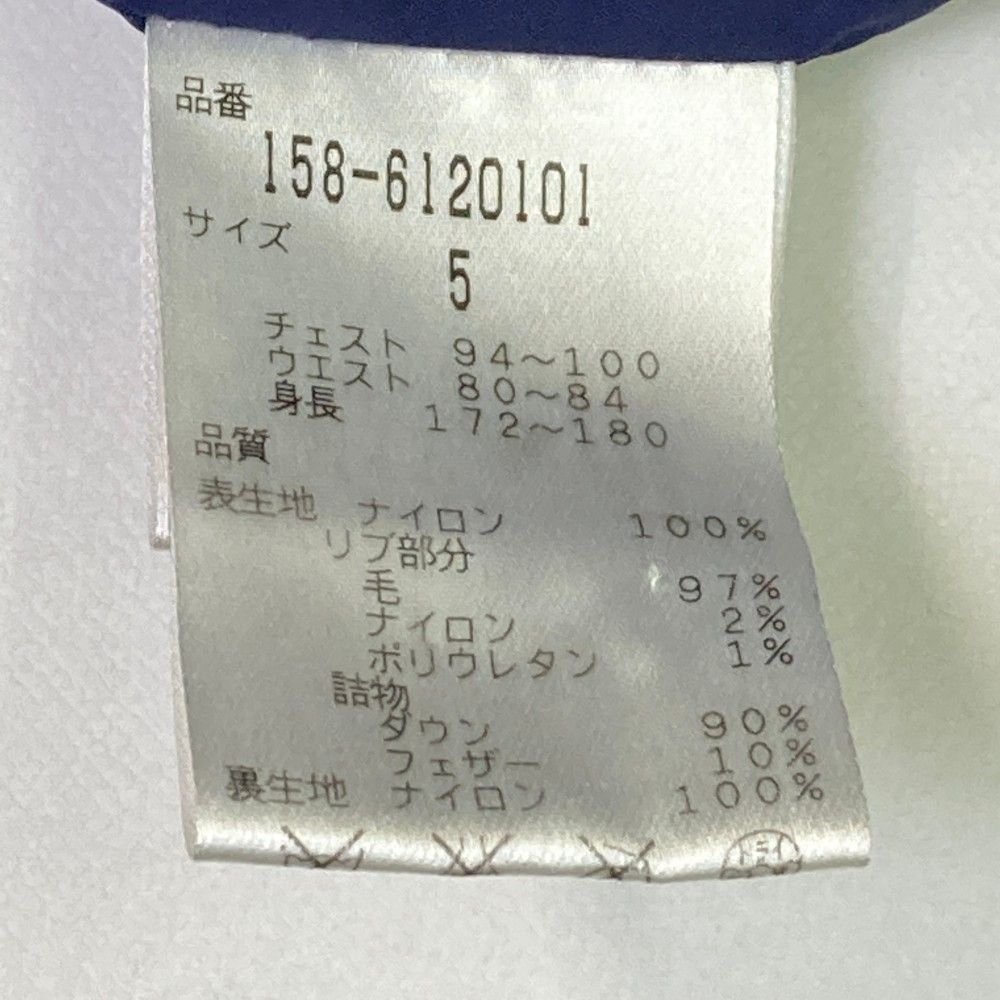 品番
158-6120101
サイズ
5
チェスト 94〜100
ウエスト 80〜84
身長 172〜180
品質
表生地 ナイロン 100%
リブ部分
毛 97%
ナイロン 2%
ポリウレタン 1%
詰物
ダウン 90%
フェザー 10%
裏生地 ナイロン 100%